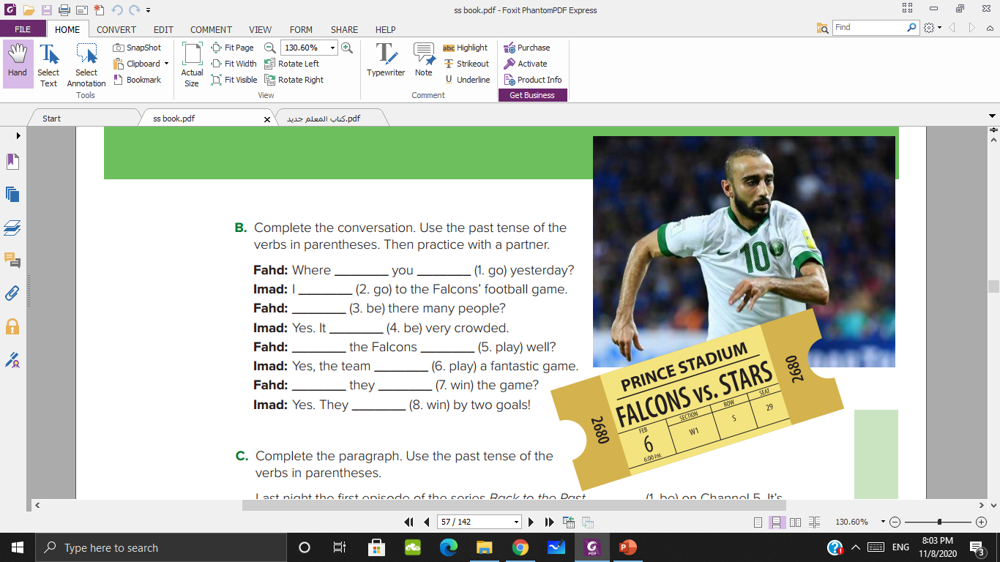 ss book.pdf - Foxit PhantomPDF Express
FILE
HOME
CONVERT
EDIT
COMMENT
VIEW
FORM
SHARE
HELP
Find
Hand
Select Text
Select Annotation
SnapShot
Clipboard
Bookmark
Tools
Actual Size
Fit Page
Fit Width
Fit Visible
130.60%
Rotate Left
Rotate Right
View
Typewriter
Note
abc Highlight
T Strikeout
U Underline
Comment
Purchase
Activate
Product Info
Get Business
Start
ss book.pdf
كتاب المعلم جديد.pdf
B. Complete the conversation. Use the past tense of the
verbs in parentheses. Then practice with a partner.
Fahd: Where ________ you ________ (1. go) yesterday?
Imad: I ________ (2. go) to the Falcons’ football game.
Fahd: ________ (3. be) there many people?
Imad: Yes. It ________ (4. be) very crowded.
Fahd: ________ the Falcons ________ (5. play) well?
Imad: Yes, the team ________ (6. play) a fantastic game.
Fahd: ________ they ________ (7. win) the game?
Imad: Yes. They ________ (8. win) by two goals!
10
PRINCE STADIUM
FALCONS vs. STARS
2680
FEB
6
6:00 P.M.
SECTION
W1
ROW
S
SEAT
29
2680
C. Complete the paragraph. Use the past tense of the
verbs in parentheses.
Last night the first episode of the series Back to the Past ________ (1. be) on Channel 5. It’s
57 / 142
130.60%
Type here to search
PDF
ENG
8:03 PM
11/8/2020
3